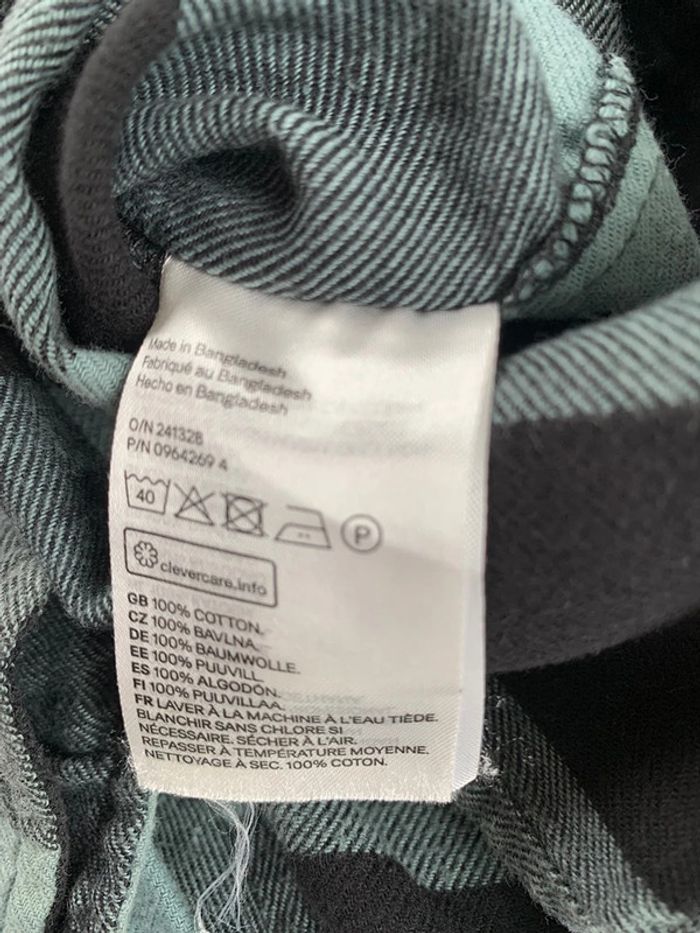 Made in Bangladesh
Fabriqué au Bangladesh
Hecho en Bangladesh
O/N 241328
P/N 0964269 4
40
P
clevercare.info
GB 100% COTTON.
CZ 100% BAVLNA.
DE 100% BAUMWOLLE.
EE 100% PUUVILL.
ES 100% ALGODÓN.
FI 100% PUUVILLAA.
FR LAVER À LA MACHINE À L'EAU TIÈDE.
BLANCHIR SANS CHLORE SI
NÉCESSAIRE. SÉCHER À L'AIR.
REPASSER À TEMPÉRATURE MOYENNE.
NETTOYAGE À SEC. 100% COTON.